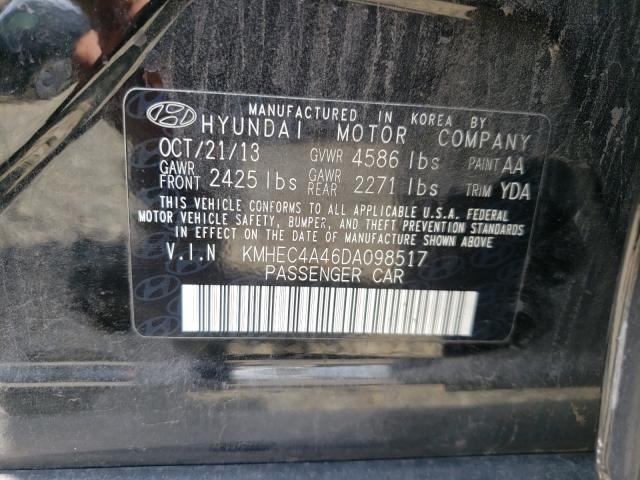 MANUFACTURED IN KOREA BY
HYUNDAI MOTOR COMPANY
OCT/21/13 GVWR 4586 lbs PAINT AA
GAWR FRONT 2425 lbs GAWR REAR 2271 lbs TRIM YDA
THIS VEHICLE CONFORMS TO ALL APPLICABLE U.S.A. FEDERAL
MOTOR VEHICLE SAFETY, BUMPER, AND THEFT PREVENTION STANDARDS
IN EFFECT ON THE DATE OF MANUFACTURE SHOWN ABOVE.
V.I.N KMHEC4A46DA098517
PASSENGER CAR